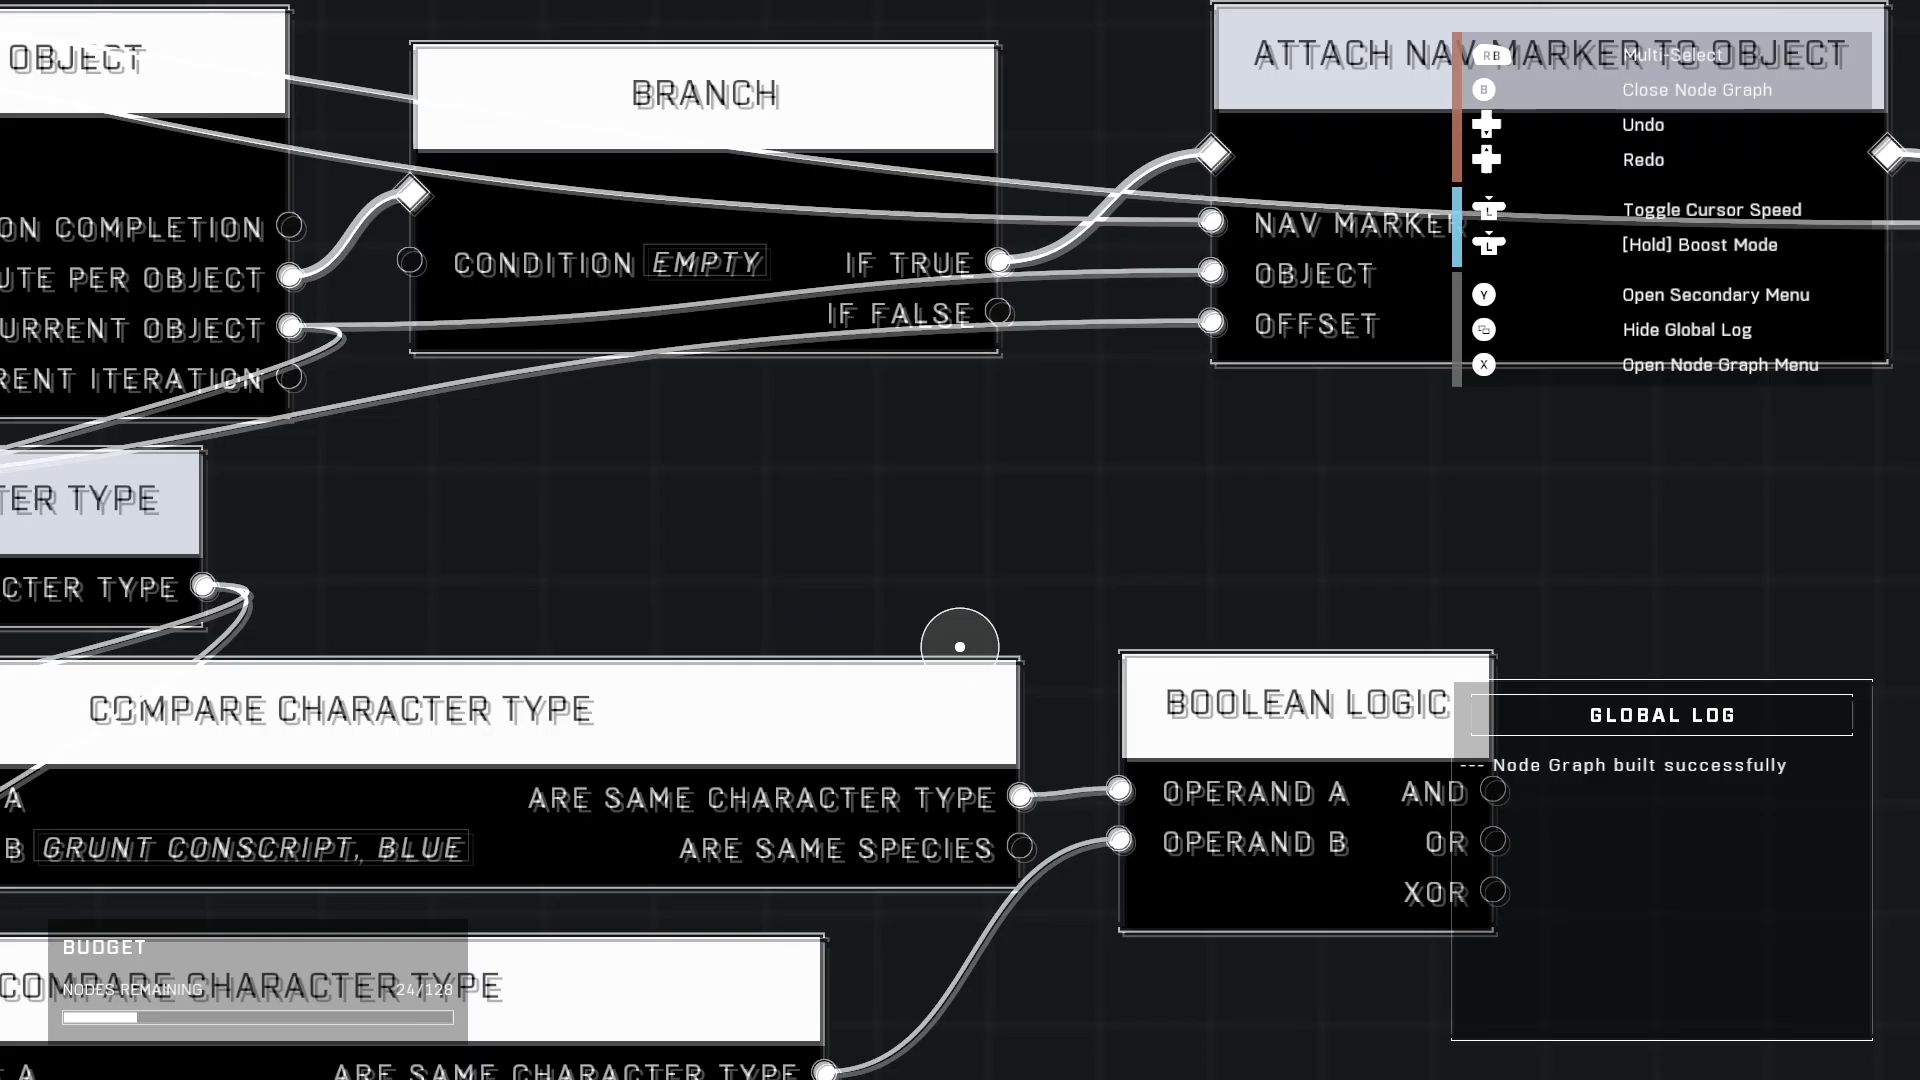 OBJECT
ON COMPLETION
UTE PER OBJECT
URRENT OBJECT
RENT ITERATION
BRANCH
CONDITION EMPTY
IF TRUE
IF FALSE
ATTACH NAV MARKER TO OBJECT
NAV MARKER
OBJECT
OFFSET
RB Multi-Select
B Close Node Graph
Undo
Redo
L Toggle Cursor Speed
L [Hold] Boost Mode
Y Open Secondary Menu
Hide Global Log
X Open Node Graph Menu
TER TYPE
CTER TYPE
COMPARE CHARACTER TYPE
A
ARE SAME CHARACTER TYPE
B GRUNT CONSCRIPT, BLUE
ARE SAME SPECIES
BOOLEAN LOGIC
OPERAND A AND
OPERAND B OR
XOR
GLOBAL LOG
--- Node Graph built successfully
BUDGET
NODES REMAINING 24/128
COMPARE CHARACTER TYPE
A
ARE SAME CHARACTER TYPE